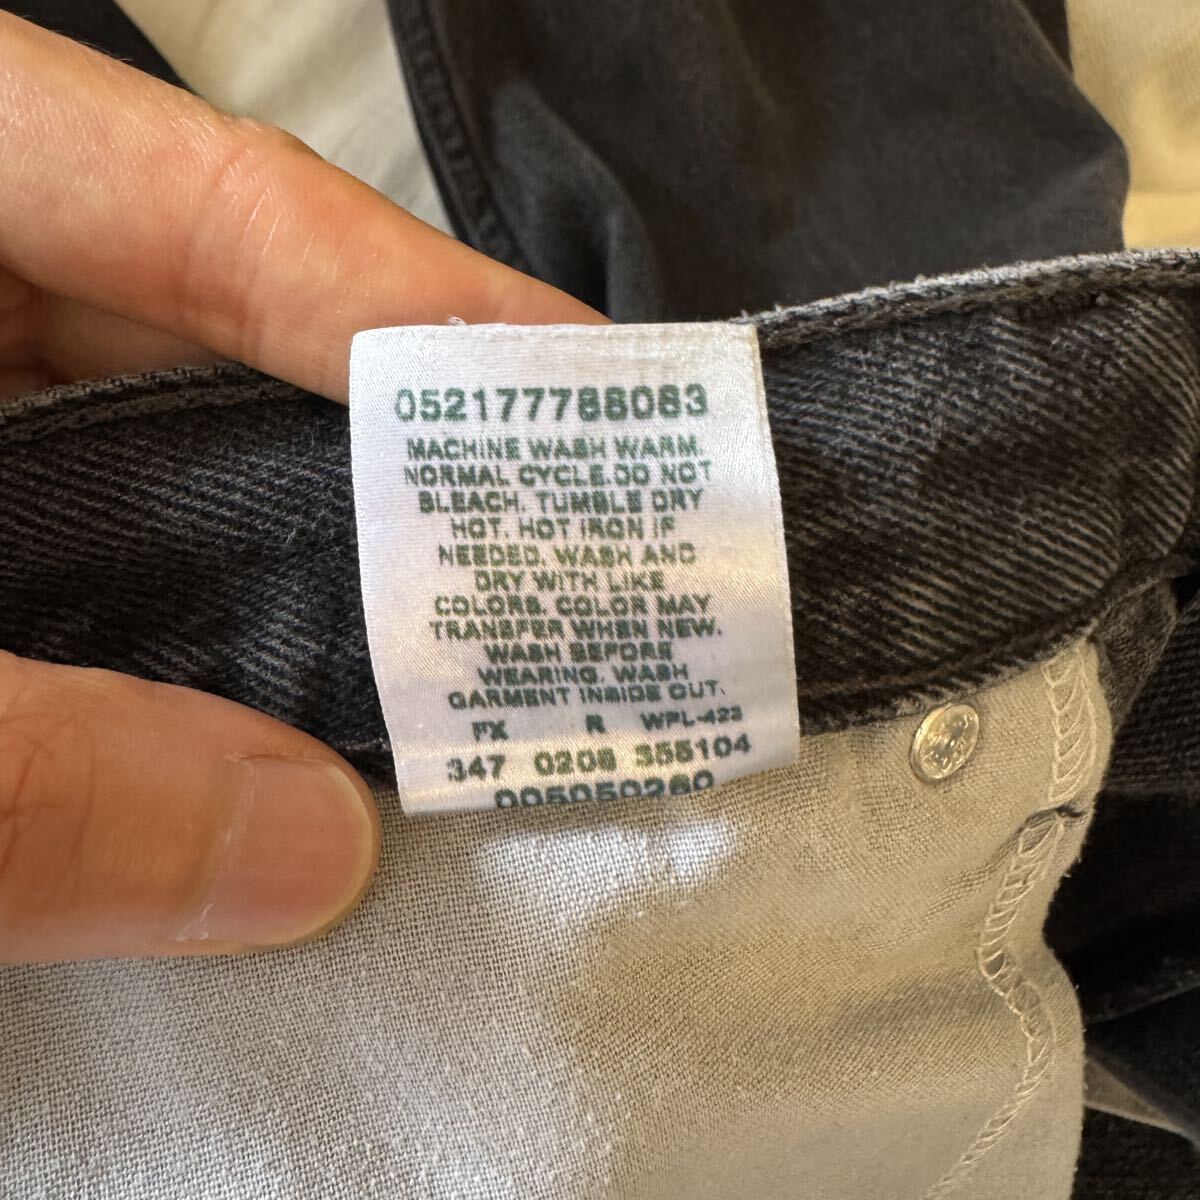 052177788083
MACHINE WASH WARM.
NORMAL CYCLE.DO NOT
BLEACH. TUMBLE DRY
HOT. HOT IRON IF
NEEDED. WASH AND
DRY WITH LIKE
COLORS. COLOR MAY
TRANSFER WHEN NEW.
WASH BEFORE
WEARING. WASH
GARMENT INSIDE OUT.
PX R WPL-423
347 0208 355104
005050260